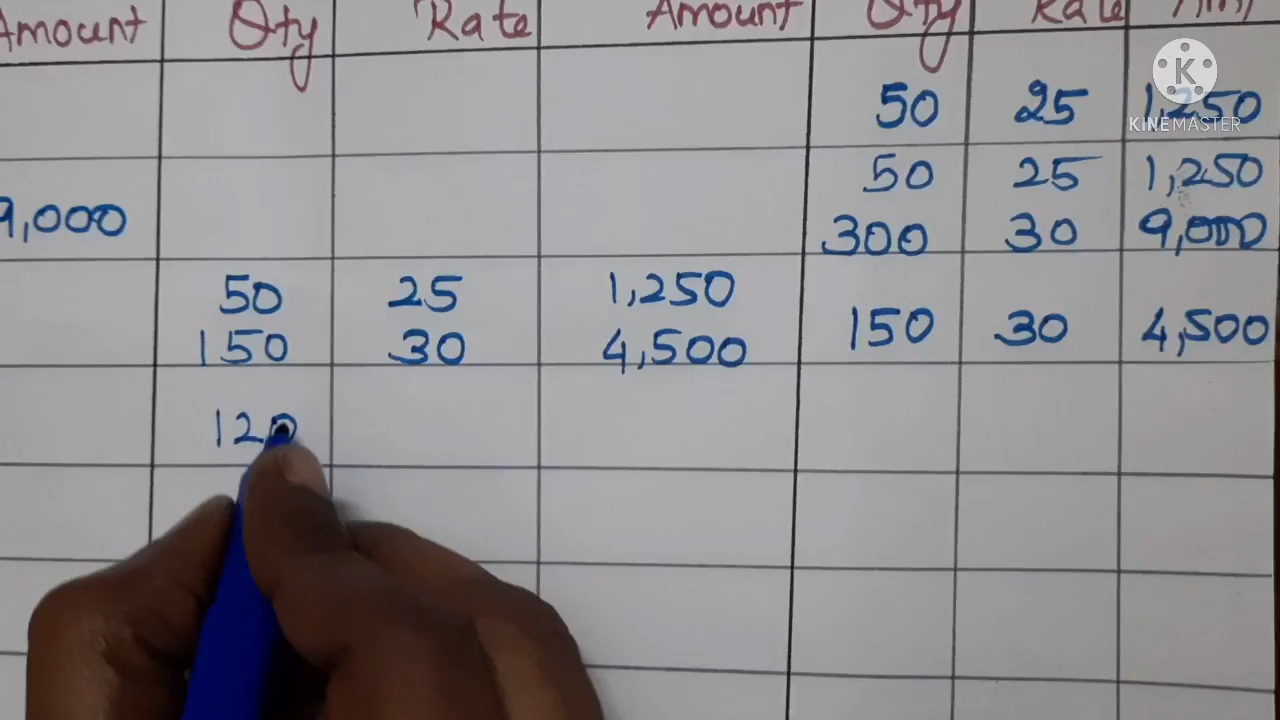 Amount Qty Rate Amount Qty Rate
50 25 1,250
KINEMASTER
50 25 1,250
9,000 300 30 9,000
50 25 1,250
150 30 4,500 150 30 4,500
120